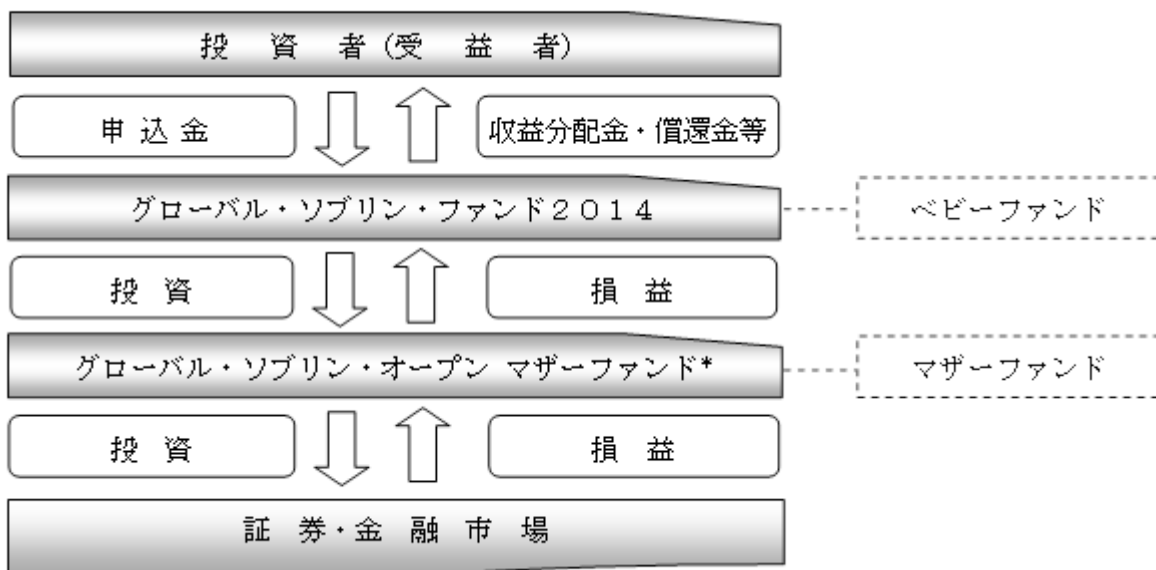 投資者(受益者)
申込金
収益分配金・償還金等
グローバル・ソブリン・ファンド2014
ベビーファンド
投資
損益
グローバル・ソブリン・オープン マザーファンド*
マザーファンド
投資
損益
証券・金融市場